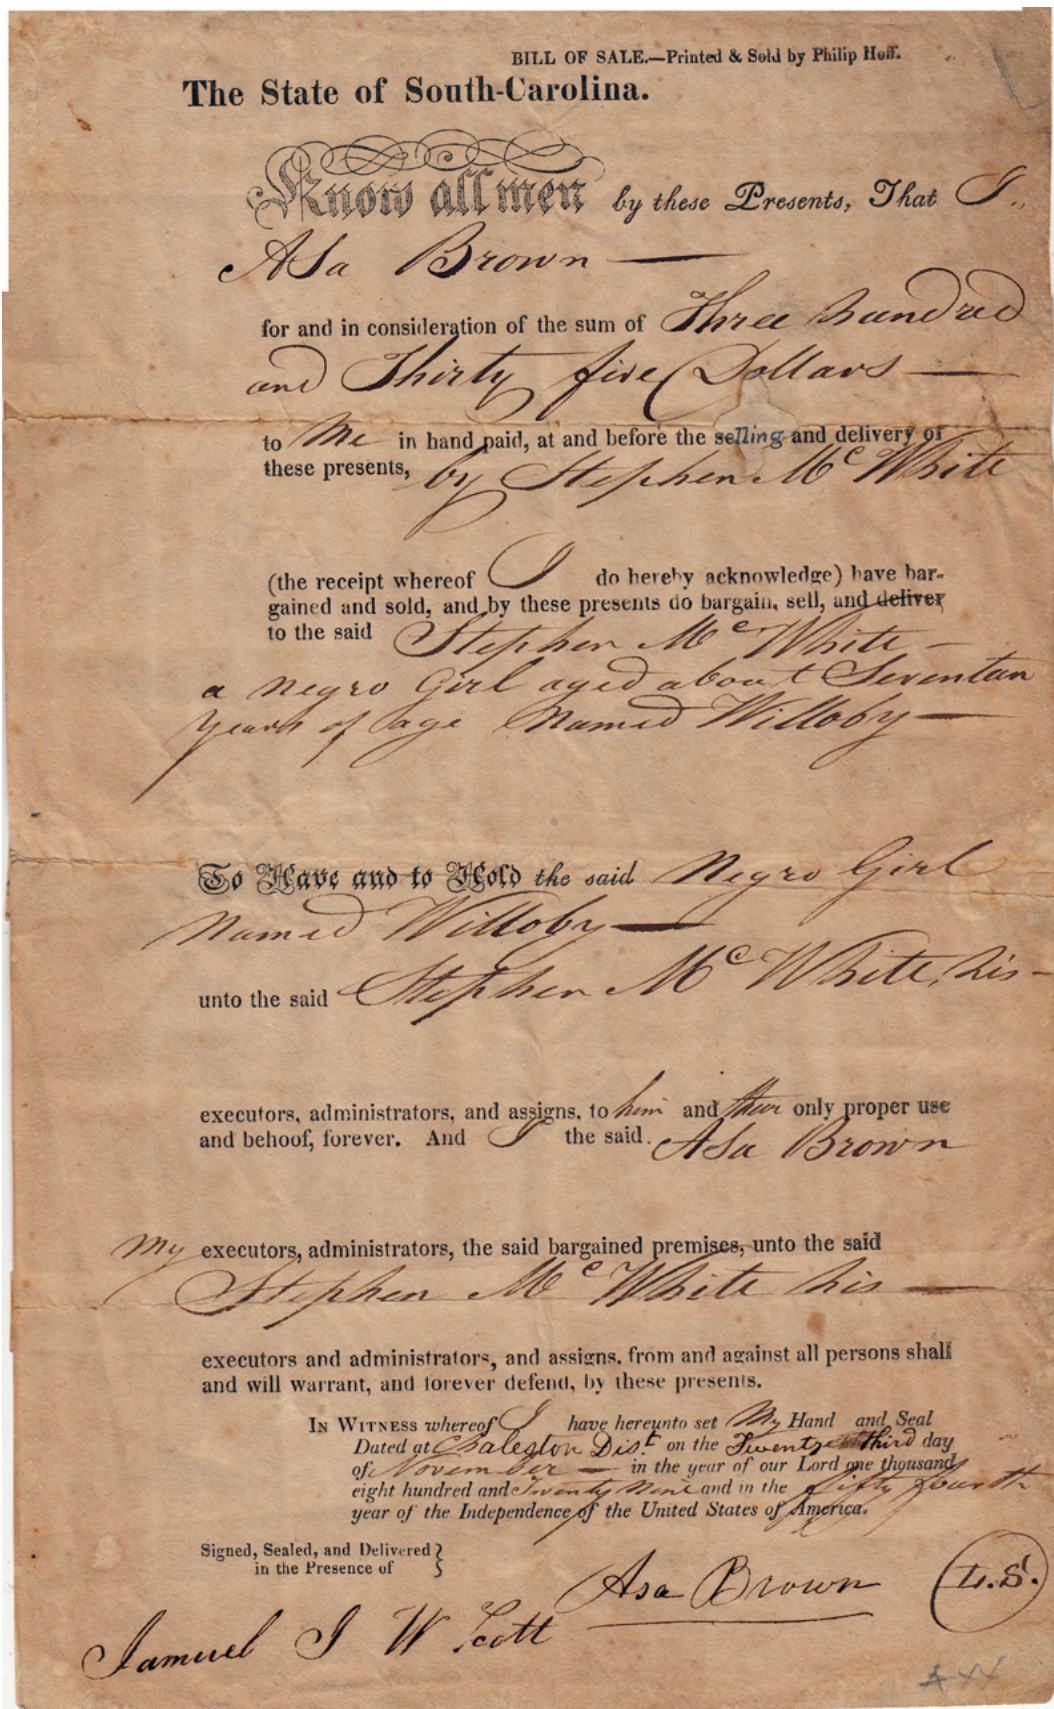 BILL OF SALE.—Printed & Sold by Philip Hoff.
The State of South-Carolina.
Know all men by these Presents, That I
Asa Brown —
for and in consideration of the sum of Three hundred
and Thirty five Dollars —
to Me in hand paid, at and before the selling and delivery of
these presents, by Stephen Mc White
(the receipt whereof I do hereby acknowledge) have bar-
gained and sold, and by these presents do bargain, sell, and deliver
to the said Stephen Mc White —
a negro Girl aged about Seventan
years of age Named Willoby —
To Have and to Hold the said Negro Girl
Named Willoby —
unto the said Stephen Mc White, his —
executors, administrators, and assigns, to him and their only proper use
and behoof, forever. And I the said Asa Brown
My executors, administrators, the said bargained premises, unto the said
Stephen Mc White his —
executors and administrators, and assigns, from and against all persons shall
and will warrant, and forever defend, by these presents.
IN WITNESS whereof I have hereunto set My Hand and Seal
Dated at Chaleston Dist. on the Twenty third day
of November — in the year of our Lord one thousand
eight hundred and Twenty Nine and in the fifty fourth
year of the Independence of the United States of America.
Signed, Sealed, and Delivered
in the Presence of
Asa Brown L.S.
Samuel J W Scott